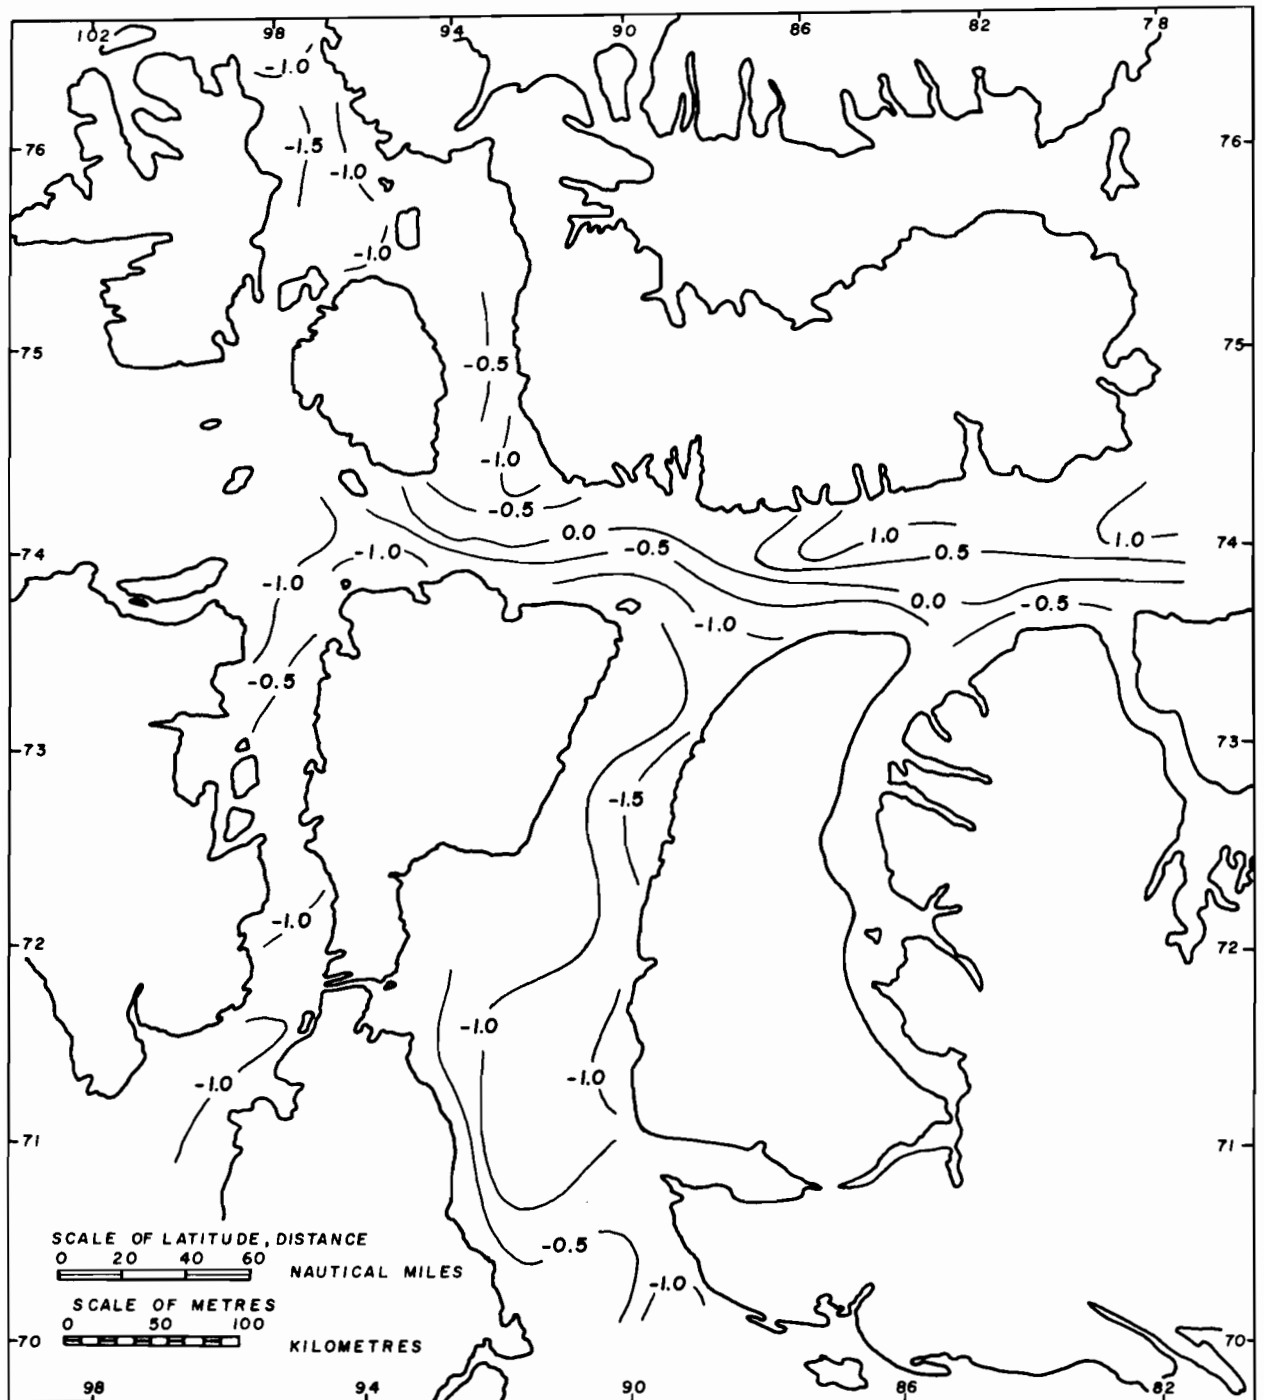 102 98 94 90 86 82 78
-1.0
76 -1.5 76
-1.0
-1.0
75 -0.5 75
-1.0
-0.5
0.0 1.0 1.0
74 -1.0 -0.5 0.5 74
-1.0 0.0 -0.5
-1.0
-0.5
73 73
-1.5
-1.0
72 72
-1.0
-1.0 -1.0
71 71
SCALE OF LATITUDE, DISTANCE
-0.5
0 20 40 60
NAUTICAL MILES
-1.0
SCALE OF METRES
0 50 100
KILOMETRES
70 70
98 94 90 86 82